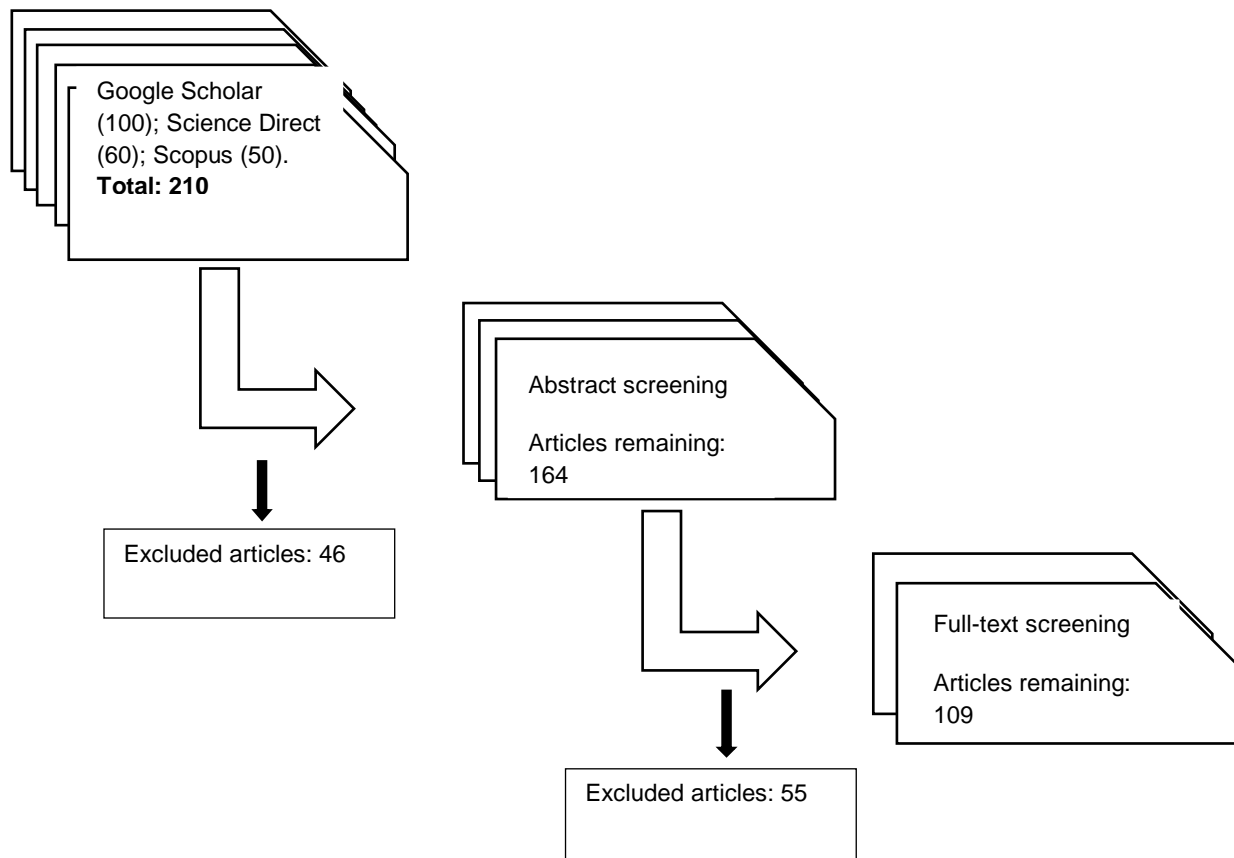 Google Scholar
(100); Science Direct
(60); Scopus (50).
Total: 210
Abstract screening
Articles remaining:
164
Excluded articles: 46
Full-text screening
Articles remaining:
109
Excluded articles: 55